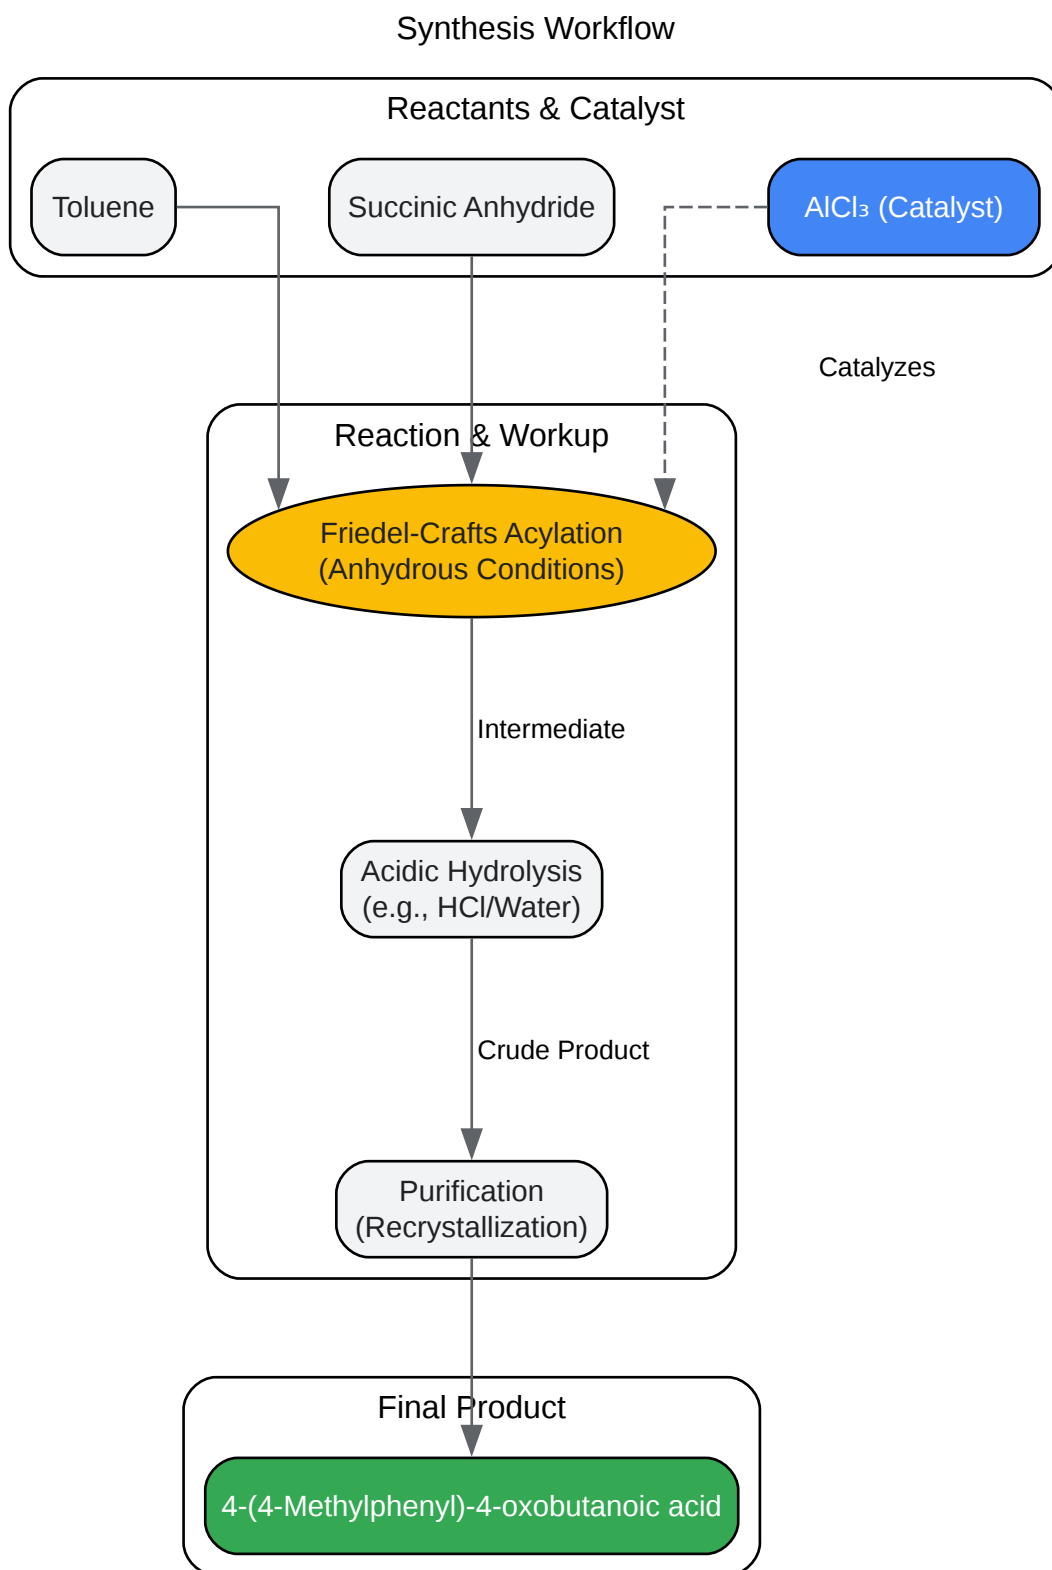 Synthesis Workflow
Reactants & Catalyst
Toluene
Succinic Anhydride
AlCl₃ (Catalyst)
Catalyzes
Reaction & Workup
Friedel-Crafts Acylation
(Anhydrous Conditions)
Intermediate
Acidic Hydrolysis
(e.g., HCl/Water)
Crude Product
Purification
(Recrystallization)
Final Product
4-(4-Methylphenyl)-4-oxobutanoic acid